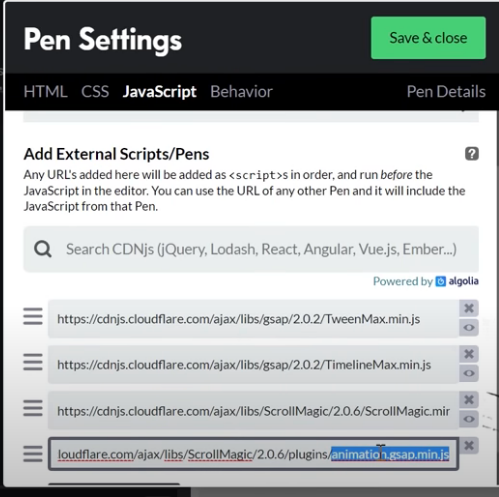 Pen Settings
Save & close
HTML CSS JavaScript Behavior Pen Details
Add External Scripts/Pens
Any URL's added here will be added as <script>s in order, and run before the
JavaScript in the editor. You can use the URL of any other Pen and it will include the
JavaScript from that Pen.
Search CDNjs (jQuery, Lodash, React, Angular, Vue.js, Ember...)
Powered by algolia
https://cdnjs.cloudflare.com/ajax/libs/gsap/2.0.2/TweenMax.min.js
https://cdnjs.cloudflare.com/ajax/libs/gsap/2.0.2/TimelineMax.min.js
https://cdnjs.cloudflare.com/ajax/libs/ScrollMagic/2.0.6/ScrollMagic.mir
loudflare.com/ajax/libs/ScrollMagic/2.0.6/plugins/animation.gsap.min.js